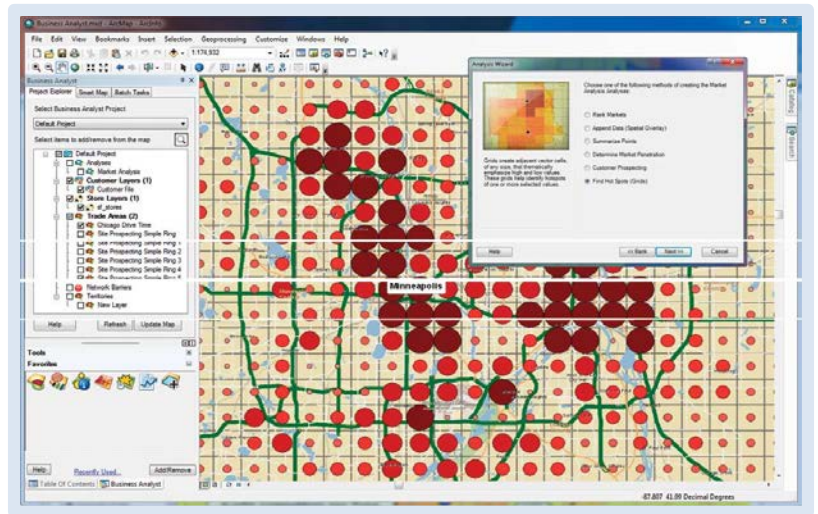 Business Analyst.mxd - ArcMap - ArcInfo
File Edit View Bookmarks Insert Selection Geoprocessing Customize Windows Help
1:174,932
Business Analyst
Project Explorer Smart Map Batch Tasks
Select Business Analyst Project
Default Project
Select items to add/remove from the map
Default Project
Analyses
Market Analysis
Customer Layers (1)
Customer File
Store Layers (1)
sf_stores
Trade Areas (2)
Chicago Drive Time
Site Prospecting Simple Ring
Site Prospecting Simple Ring 1
Site Prospecting Simple Ring 2
Site Prospecting Simple Ring 3
Site Prospecting Simple Ring 4
Site Prospecting Simple Ring 5
Network Barriers
Territories
New Layer
Help Refresh Update Map
Tools
Favorites
Help Recently Used... Add/Remove
Table Of Contents Business Analyst
Minneapolis
Analysis Wizard
Choose one of the following methods of creating the Market
Analysis Analyses:
Rank Markets
Append Data (Spatial Overlay)
Summarize Points
Determine Market Penetration
Customer Prospecting
Find Hot Spots (Grids)
Grids create adjacent vector cells,
of any size, that thematically
emphasize high and low values.
These grids help identify hotspots
of one or more selected values.
Help << Back Next >> Cancel
Catalog
Search
-87.807 41.99 Decimal Degrees